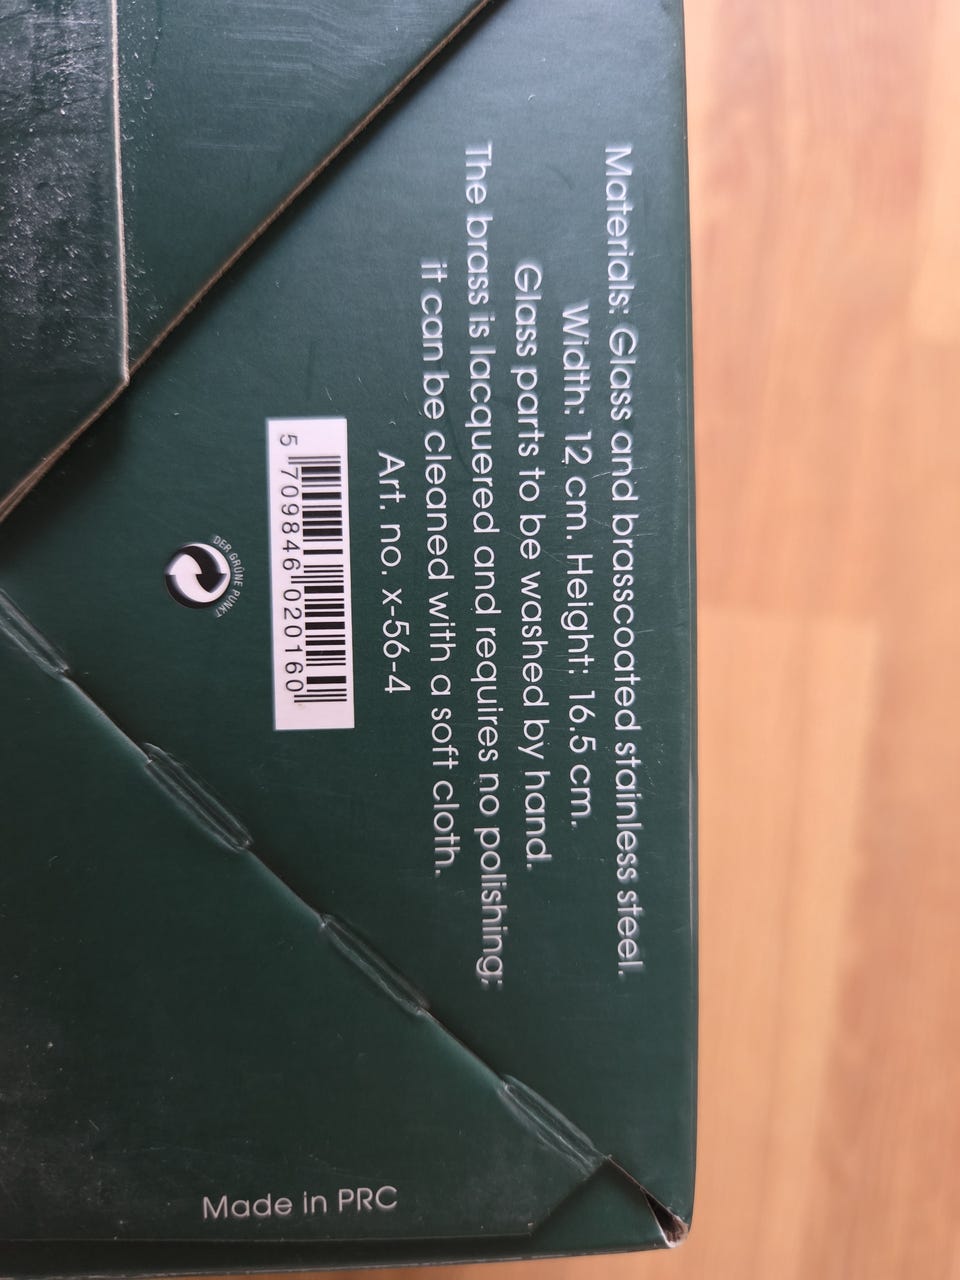 Materials: Glass and brasscoated stainless steel.
Width: 12 cm. Height: 16.5 cm.
Glass parts to be washed by hand.
The brass is lacquered and requires no polishing;
it can be cleaned with a soft cloth.
Art. no. x-56-4
5 709846 020160
DER GRÜNE PUNKT
Made in PRC